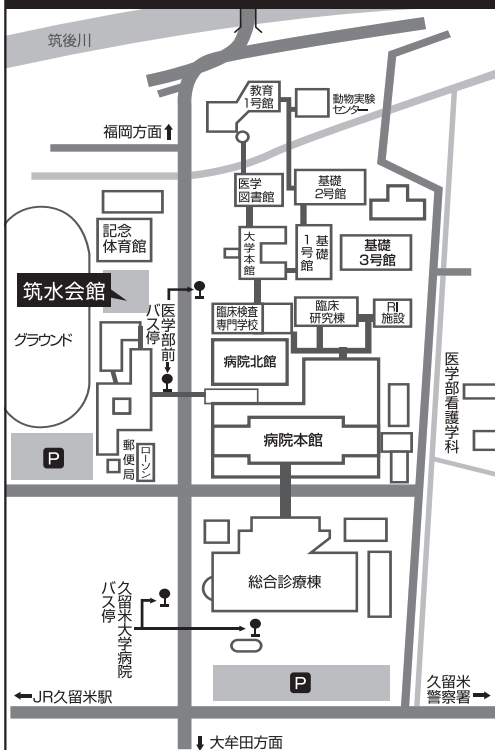 筑後川
教育
1号館
動物実験
センター
福岡方面
医学
図書館
基礎
2号館
記念
体育館
大学
本館
基礎
1号館
基礎
3号館
筑水会館
医学部前
バス停
グラウンド
臨床検査
専門学校
臨床
研究棟
RI
施設
病院北館
医学部看護学科
病院本館
P
郵便局
ローソン
総合診療棟
久留米大学病院
バス停
P
JR久留米駅
久留米
警察署
大牟田方面